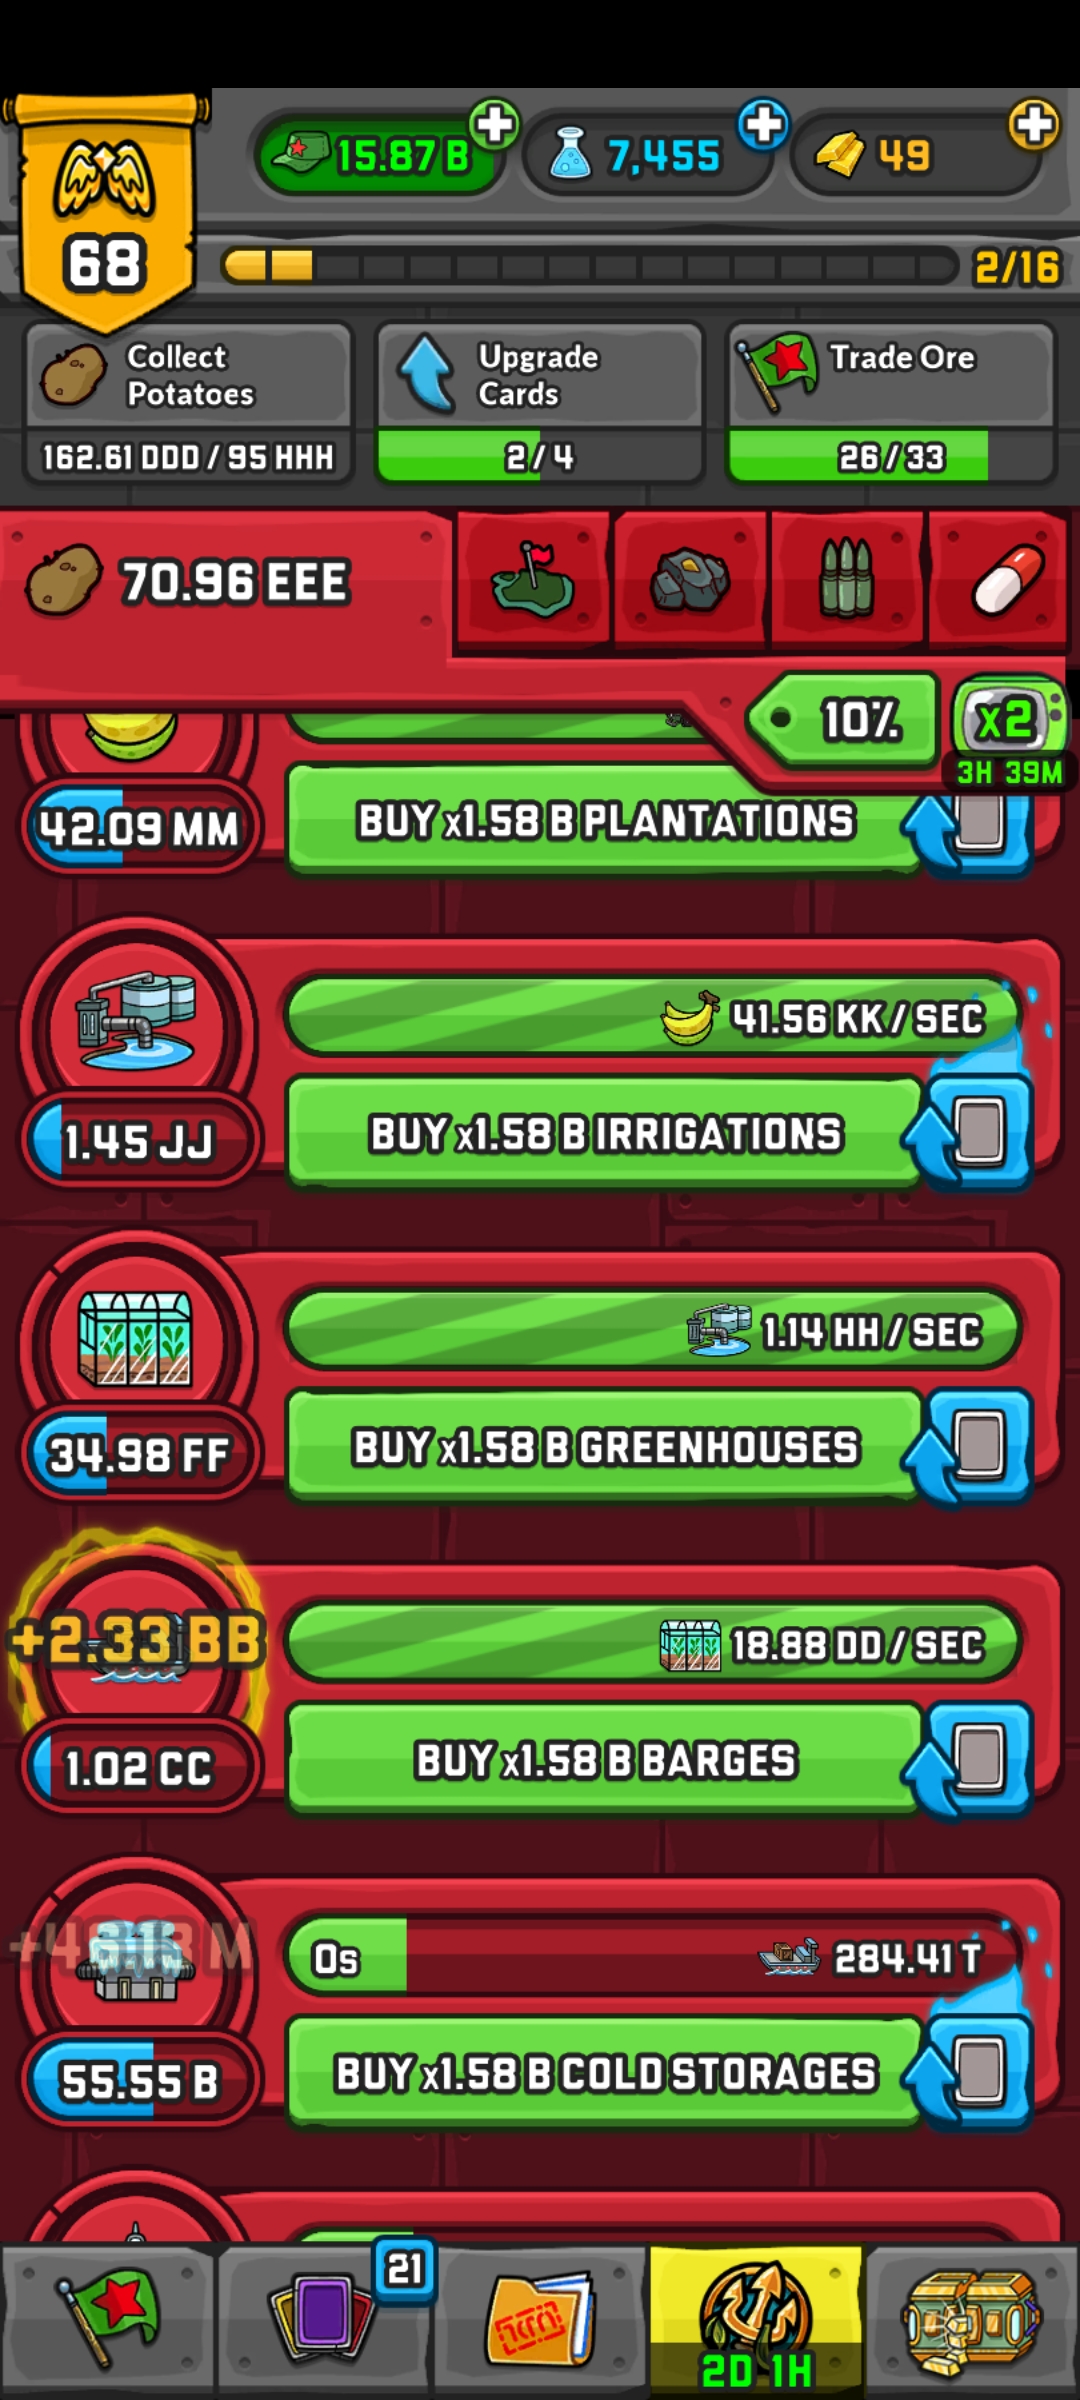 15.87 B
7,455
49
68
2/16
Collect
Potatoes
162.61 DDD / 95 HHH
Upgrade
Cards
2/4
Trade Ore
26/33
70.96 EEE
10%
x2
3H 39M
42.09 MM
BUY x1.58 B PLANTATIONS
41.56 KK / SEC
1.45 JJ
BUY x1.58 B IRRIGATIONS
1.14 HH / SEC
34.98 FF
BUY x1.58 B GREENHOUSES
+2.33 BB
18.88 DD / SEC
1.02 CC
BUY x1.58 B BARGES
0s
284.41 T
55.55 B
BUY x1.58 B COLD STORAGES
21
2D 1H